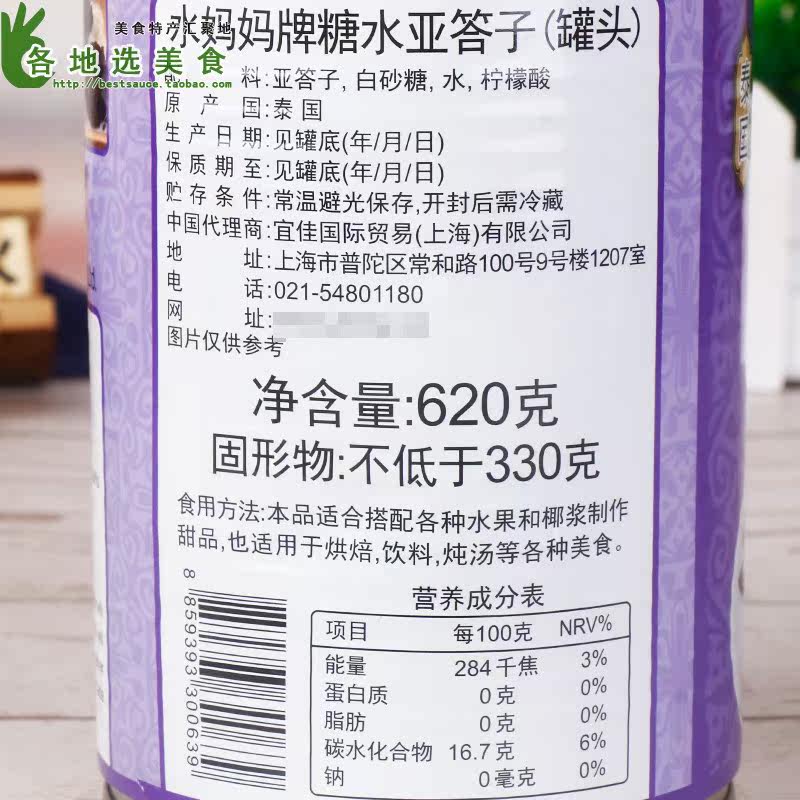 美食特产汇聚地
各地选美食
http://bestsauce.taobao.com
水妈妈牌糖水亚答子(罐头)
料:亚答子, 白砂糖, 水, 柠檬酸
原产国:泰国
生产日期:见罐底(年/月/日)
保质期至:见罐底(年/月/日)
贮存条件:常温避光保存,开封后需冷藏
中国代理商:宜佳国际贸易(上海)有限公司
地址:上海市普陀区常和路100号9号楼1207室
电话:021-54801180
网址:
图片仅供参考
净含量:620克
固形物:不低于330克
食用方法:本品适合搭配各种水果和椰浆制作
甜品,也适用于烘焙,饮料,炖汤等各种美食。
8 859393 300639
营养成分表
项目 每100克 NRV%
能量 284千焦 3%
蛋白质 0克 0%
脂肪 0克 0%
碳水化合物 16.7克 6%
钠 0毫克 0%
泰国